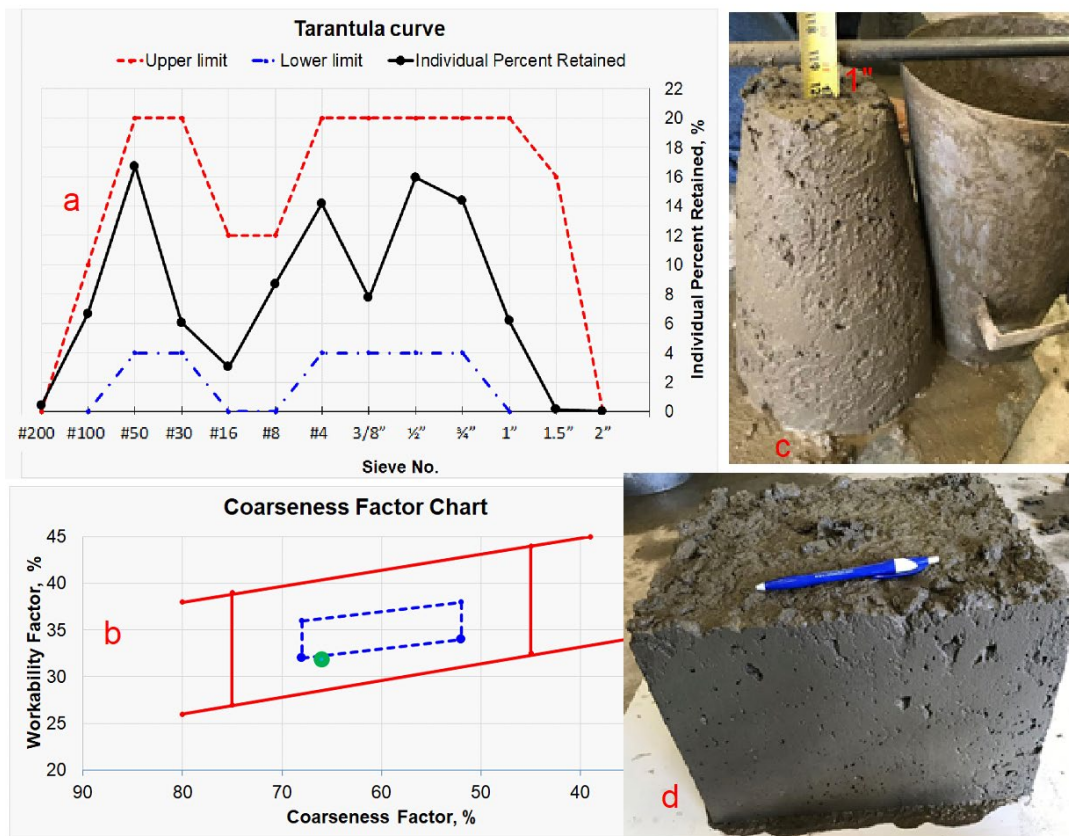 Tarantula curve
Upper limit Lower limit Individual Percent Retained
22
20
18
16
14
12
10
8
6
4
2
0
Individual Percent Retained, %
#200 #100 #50 #30 #16 #8 #4 3/8” ½” ¾” 1” 1.5” 2”
Sieve No.
a
1"
12
c
Coarseness Factor Chart
Workability Factor, %
45
40
35
30
25
20
90 80 70 60 50 40
Coarseness Factor, %
b
d